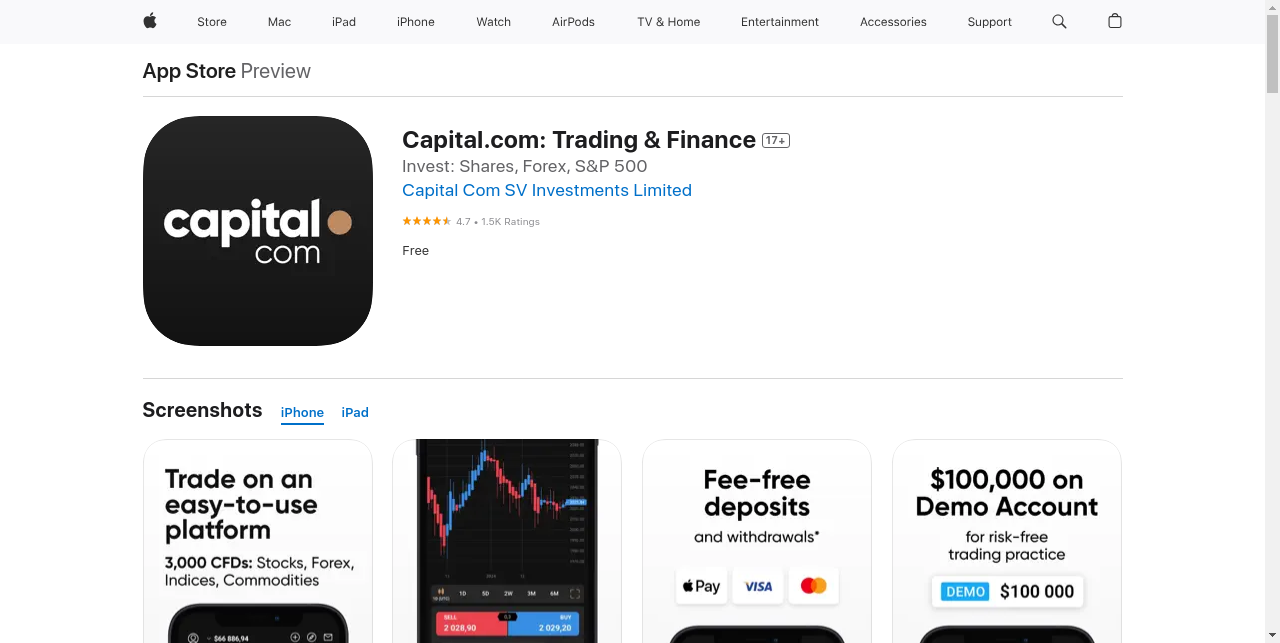 Store Mac iPad iPhone Watch AirPods TV & Home Entertainment Accessories Support
App Store Preview
capital
com
Capital.com: Trading & Finance 17+
Invest: Shares, Forex, S&P 500
Capital Com SV Investments Limited
4.7 • 1.5K Ratings
Free
Screenshots iPhone iPad
Trade on an
easy-to-use
platform
3,000 CFDs: Stocks, Forex,
Indices, Commodities
$66 886,94
1D 5D 2W 3M 6M
SELL 0,3 BUY
2 028,90 2 029,20
Fee-free
deposits
and withdrawals*
Pay VISA
$100,000 on
Demo Account
for risk-free
trading practice
DEMO $100 000